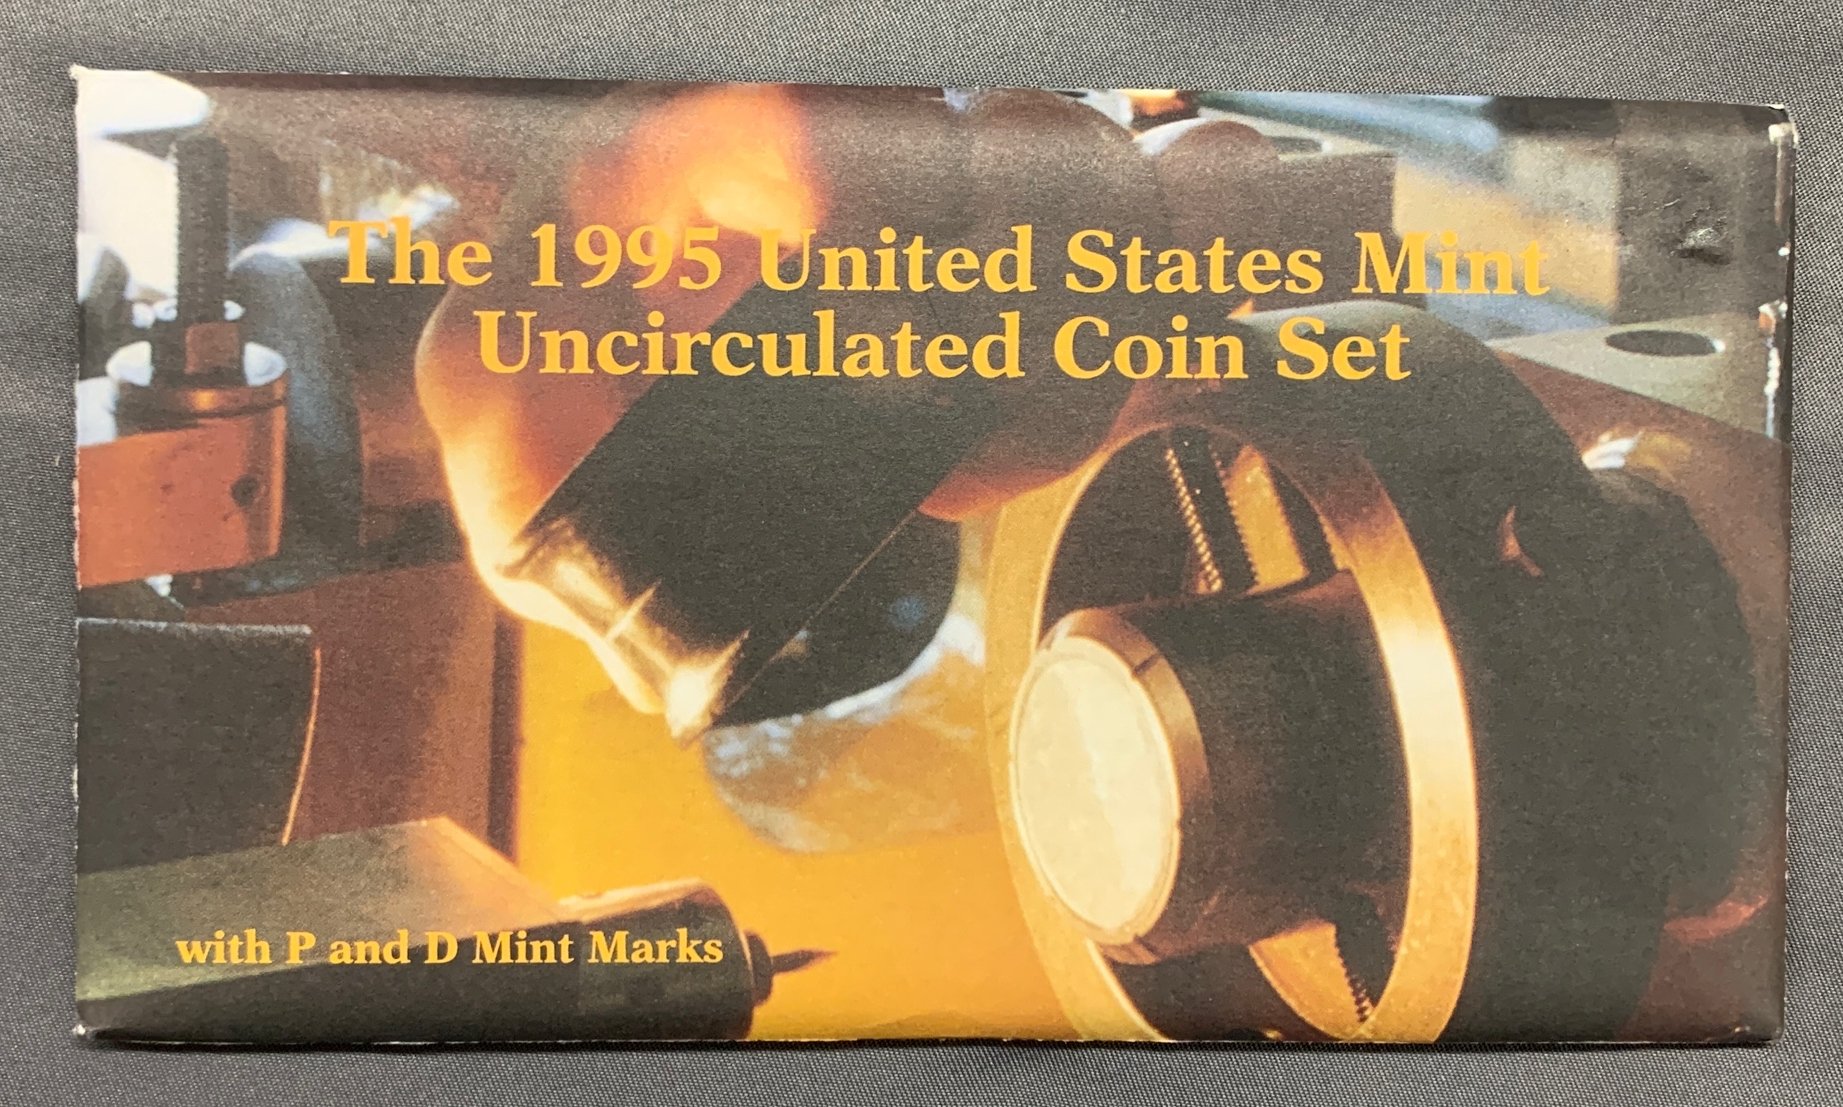 The 1995 United States Mint
Uncirculated Coin Set
with P and D Mint Marks